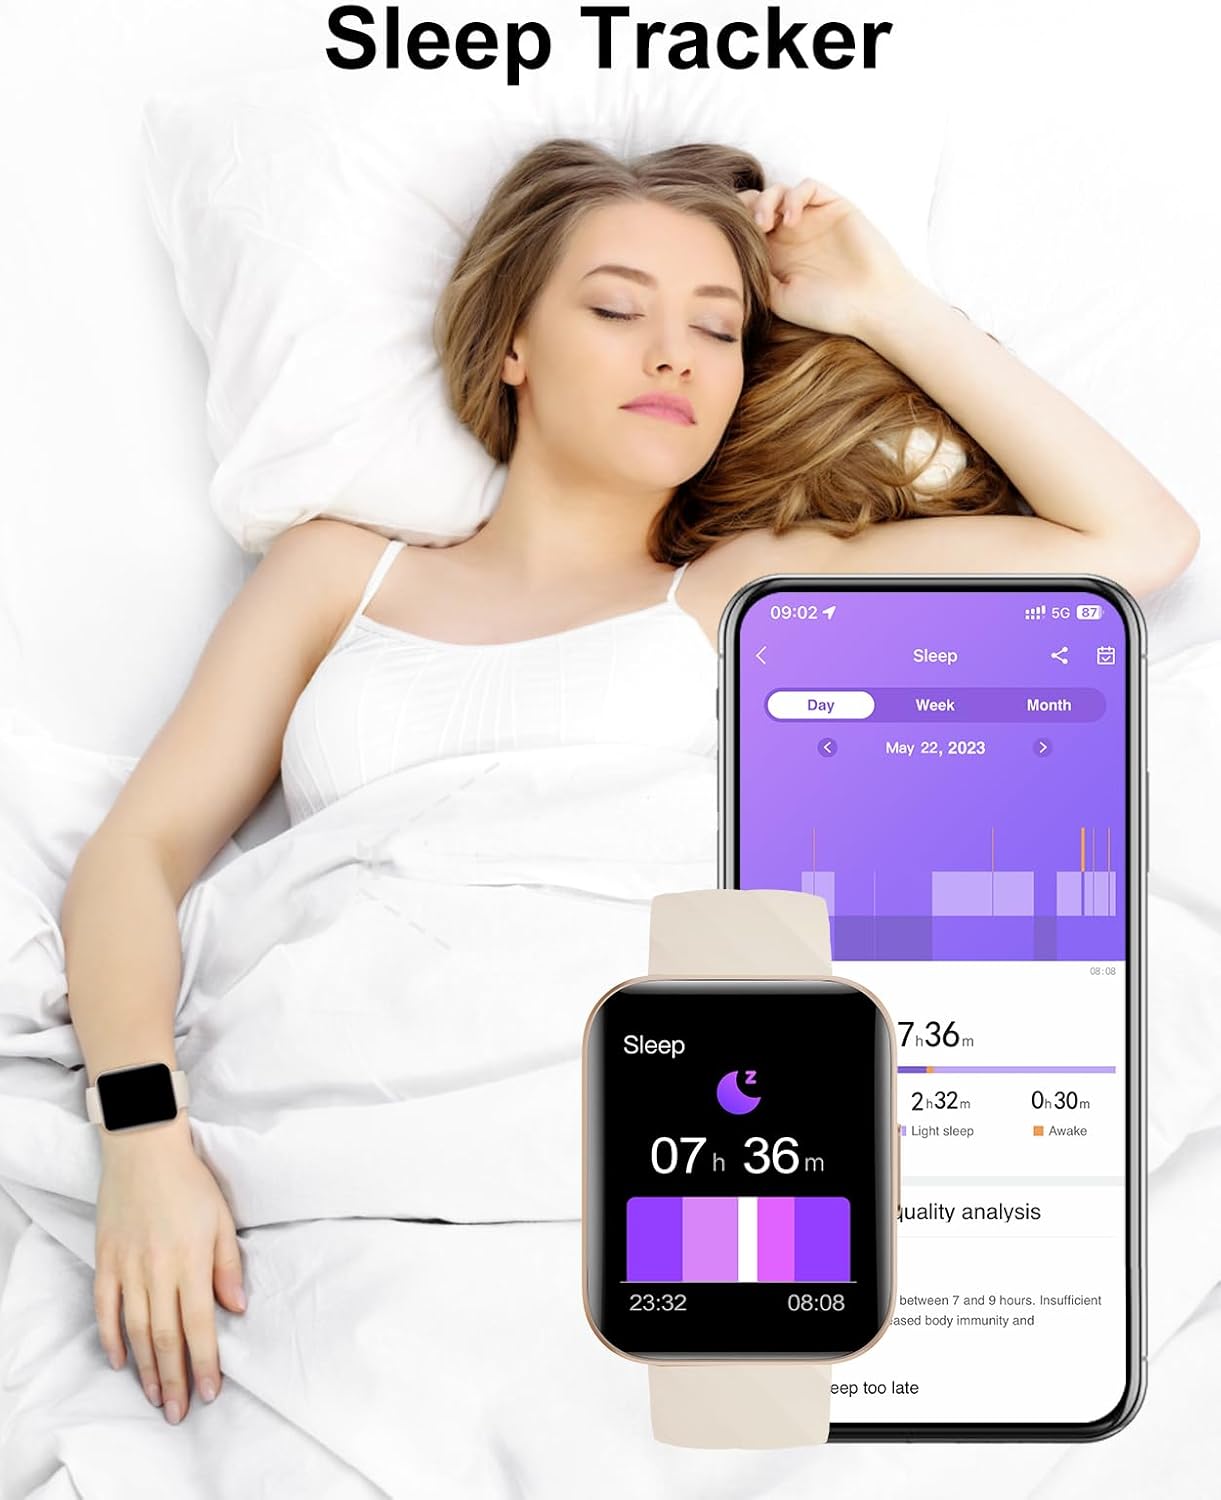 Sleep Tracker
09:02
5G 87
Sleep
Day Week Month
May 22, 2023
08:08
7h36m
2h32m 0h30m
Light sleep Awake
quality analysis
between 7 and 9 hours. Insufficient
body immunity and
too late
Sleep
z
07h 36m
23:32 08:08